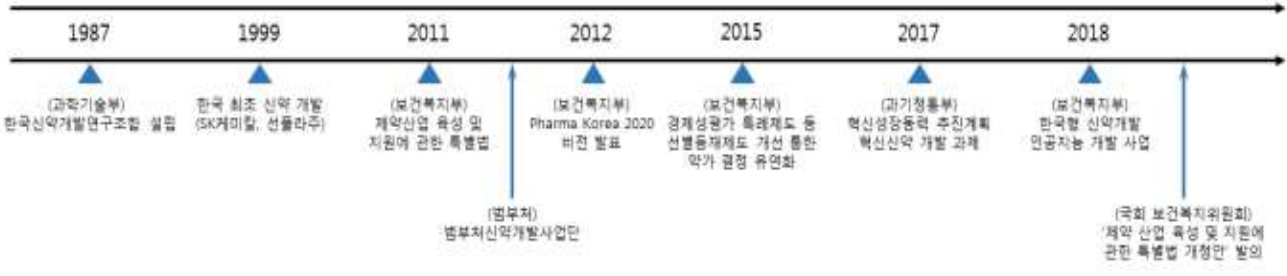 1987
1999
2011
2012
2015
2017
2018
(과학기술부)
한국신약개발연구조합 설립
한국 최초 신약 개발
(SK케미칼, 선플라주)
(보건복지부)
제약산업 육성 및
지원에 관한 특별법
(보건복지부)
Pharma Korea 2020
비전 발표
(보건복지부)
경제성평가 특례제도 등
선별등재제도 개선 통한
약가 결정 유연화
(과기정통부)
혁신성장동력 추진계획
혁신신약 개발 과제
(보건복지부)
한국형 신약개발
인공지능 개발 사업
(범부처)
범부처신약개발사업단
(국회 보건복지위원회)
'제약 산업 육성 및 지원에
관한 특별법 개정안' 발의